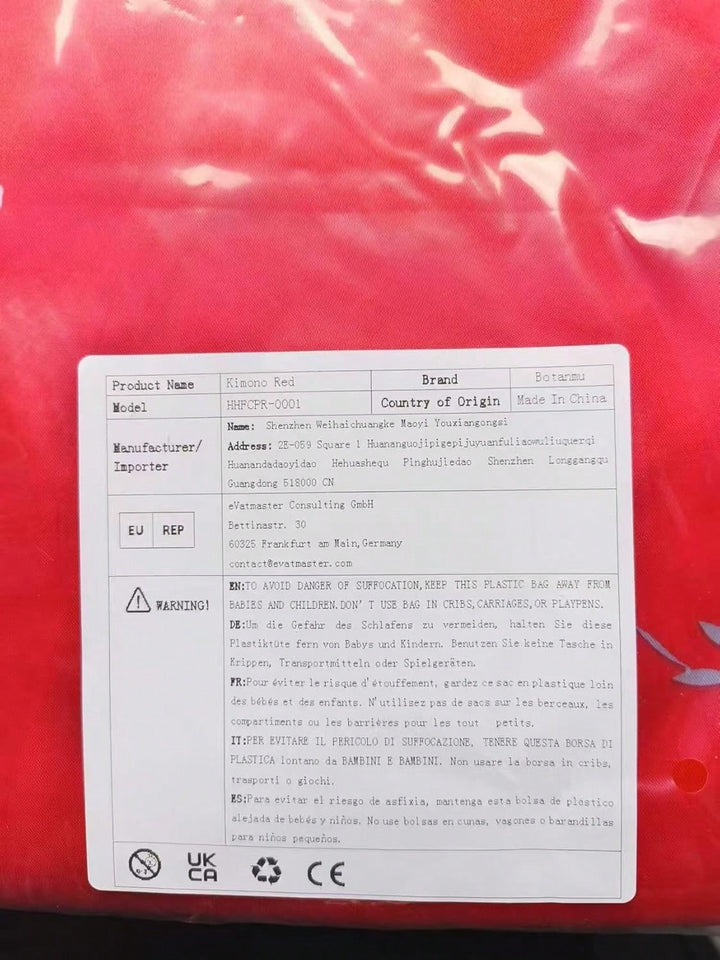 Product Name Kimono Red Brand Botanmu
Model HHFCPR-0001 Country of Origin Made In China
Manufacturer/
Importer
Name: Shenzhen Weihaichuangke Maoyi Youxiangongsi
Address: 2E-059 Square 1 Huananguojipigepijuyuanfuliaowuliuquerqi
Huanandadaoyidao Hehuashequ Pinghujiedao Shenzhen Longgangqu
Guangdong 518000 CN
EU REP
eVatmaster Consulting GmbH
Bettinastr. 30
60325 Frankfurt am Main,Germany
contact@evatmaster.com
WARNING!
EN:TO AVOID DANGER OF SUFFOCATION,KEEP THIS PLASTIC BAG AWAY FROM
BABIES AND CHILDREN.DON'T USE BAG IN CRIBS,CARRIAGES,OR PLAYPENS.
DE:Um die Gefahr des Schlafens zu vermeiden, halten Sie diese
Plastiktüte fern von Babys und Kindern. Benutzen Sie keine Tasche in
Krippen, Transportmitteln oder Spielgeräten.
FR:Pour éviter le risque d'étouffement, gardez ce sac en plastique loin
des bébés et des enfants. N'utilisez pas de sacs sur les berceaux, les
compartiments ou les barrières pour les tout petits.
IT:PER EVITARE IL PERICOLO DI SUFFOCAZIONE, TENERE QUESTA BORSA DI
PLASTICA lontano da BAMBINI E BAMBINI. Non usare la borsa in cribs,
trasporti o giochi.
ES:Para evitar el riesgo de asfixia, mantenga esta bolsa de plástico
alejada de bebés y niños. No use bolsas en cunas, vagones o barandillas
para niños pequeños.
0-3
UK
CA
CE